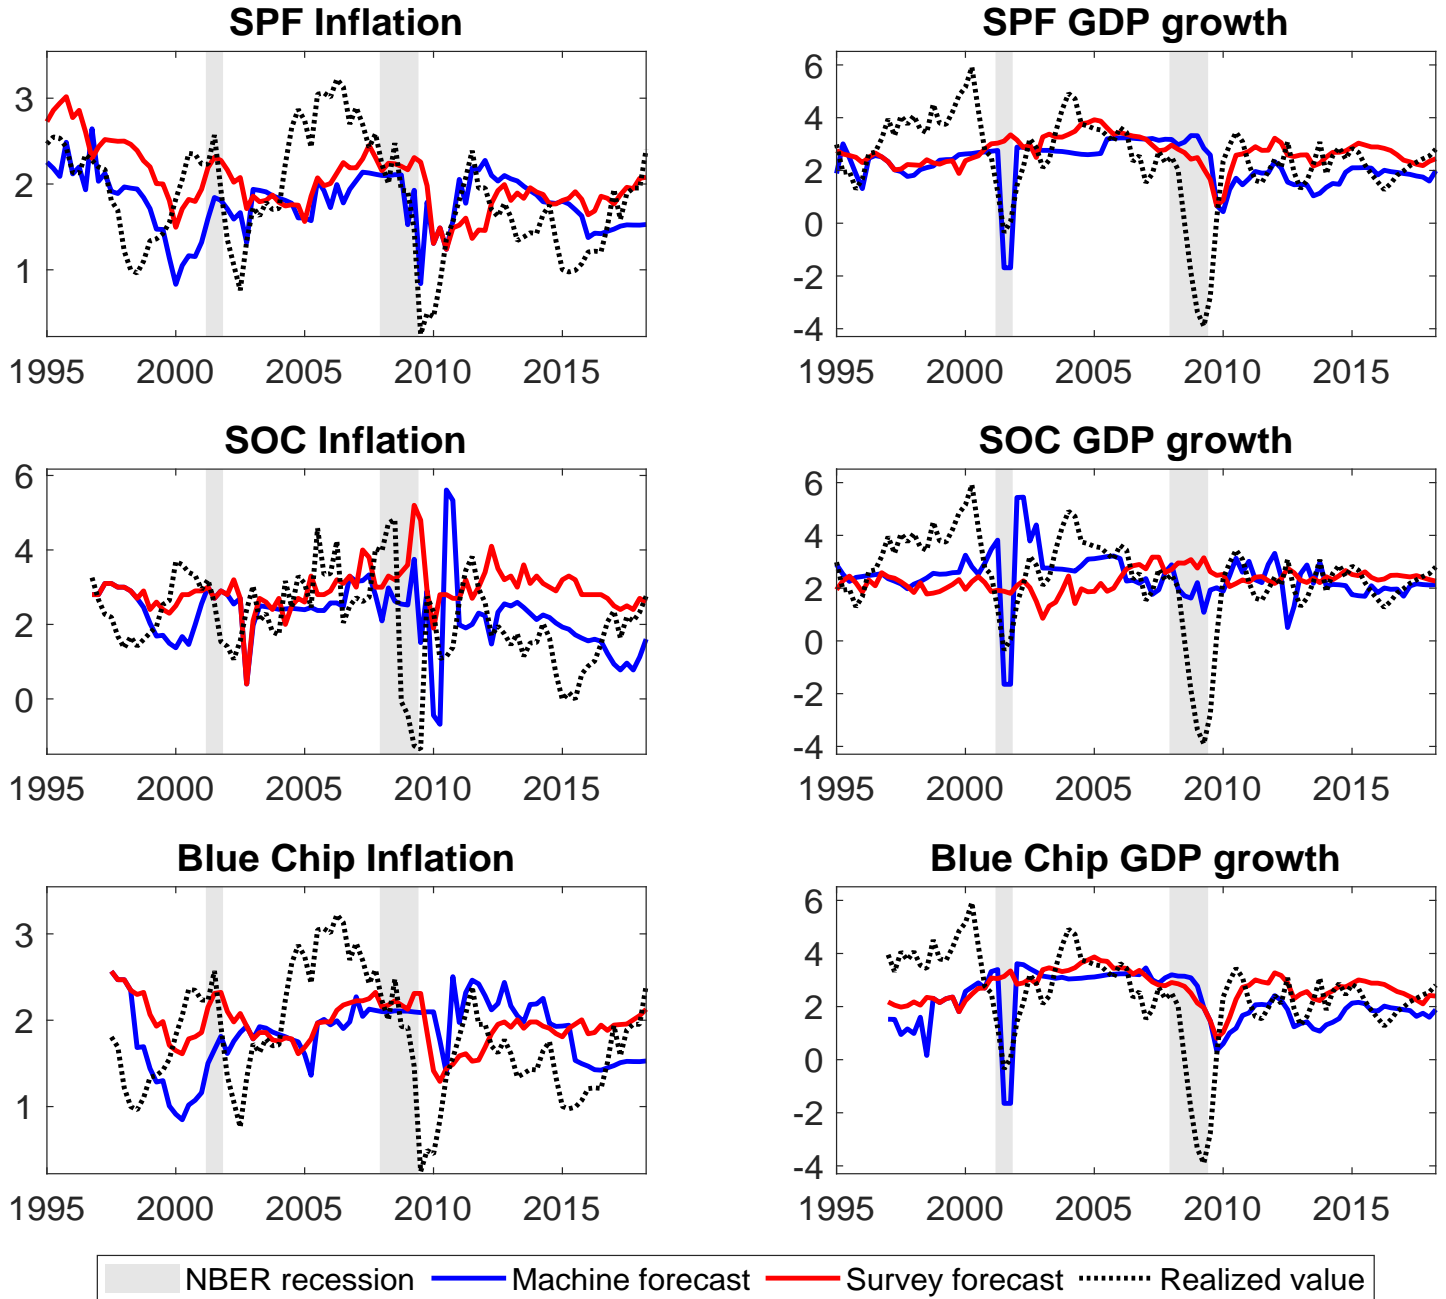 SPF Inflation
3
2
1
1995 2000 2005 2010 2015
SPF GDP growth
6
4
2
0
-2
-4
1995 2000 2005 2010 2015
SOC Inflation
6
4
2
0
1995 2000 2005 2010 2015
SOC GDP growth
6
4
2
0
-2
-4
1995 2000 2005 2010 2015
Blue Chip Inflation
3
2
1
1995 2000 2005 2010 2015
Blue Chip GDP growth
6
4
2
0
-2
-4
1995 2000 2005 2010 2015
NBER recession Machine forecast Survey forecast Realized value